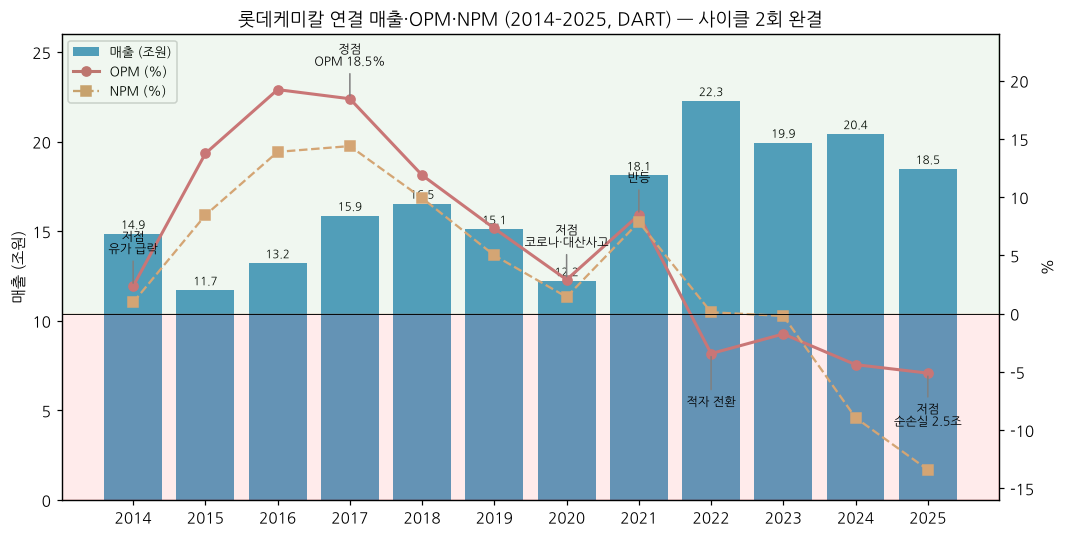 롯데케미칼 연결 매출·OPM·NPM (2014-2025, DART) — 사이클 2회 완결
매출 (조원)
OPM (%)
NPM (%)
정점
OPM 18.5%
25
20
15
10
5
0
매출 (조원)
20
15
10
5
0
-5
-10
-15
%
14.9
저점
유가 급락
11.7
13.2
15.9
16.5
15.1
저점
코로나·대산사고
12.2
18.1
반등
22.3
19.9
20.4
18.5
적자 전환
저점
순손실 2.5조
2014
2015
2016
2017
2018
2019
2020
2021
2022
2023
2024
2025